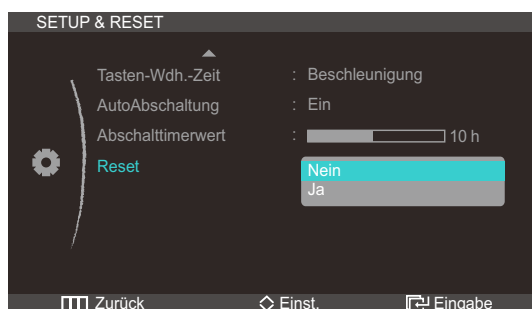 SETUP & RESET
Tasten-Wdh.-Zeit : Beschleunigung
AutoAbschaltung : Ein
Abschalttimerwert : 10 h
Reset
Nein
Ja
Zurück Einst. Eingabe